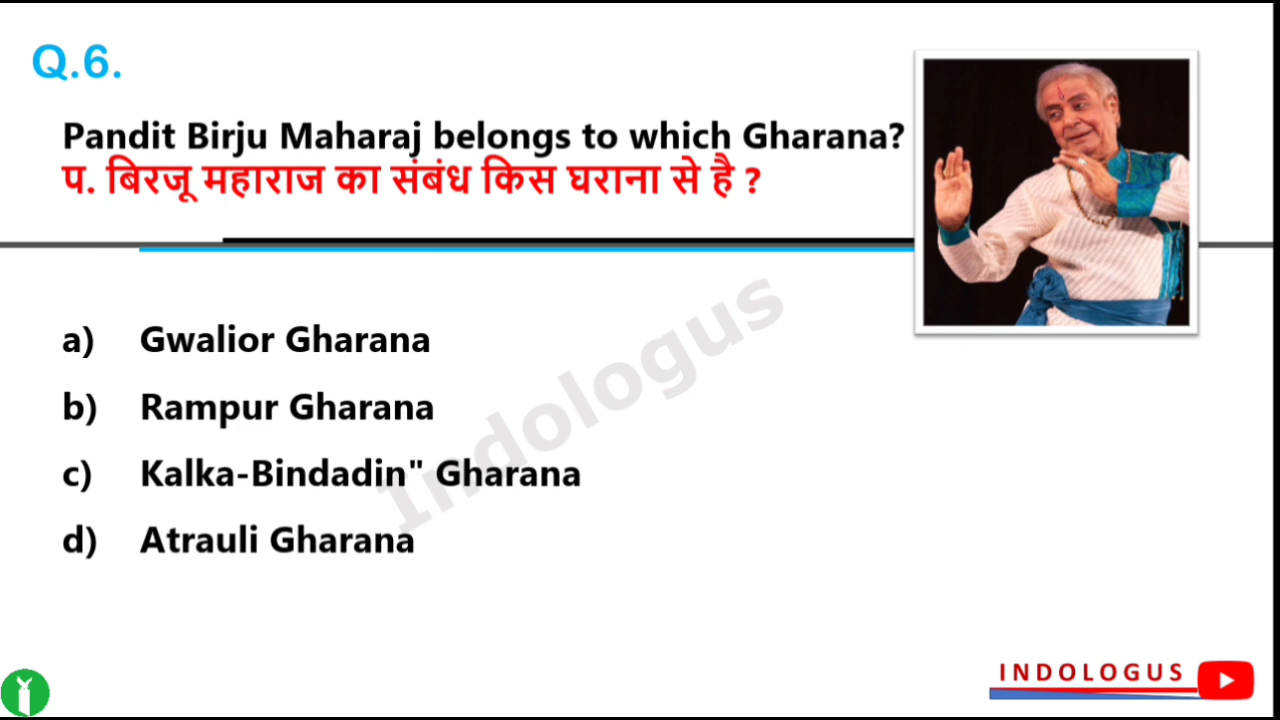 Q.6.
Pandit Birju Maharaj belongs to which Gharana?
प. बिरजू महाराज का संबंध किस घराना से है ?
a) Gwalior Gharana
b) Rampur Gharana
c) Kalka-Bindadin" Gharana
d) Atrauli Gharana
Indologus
INDOLOGUS